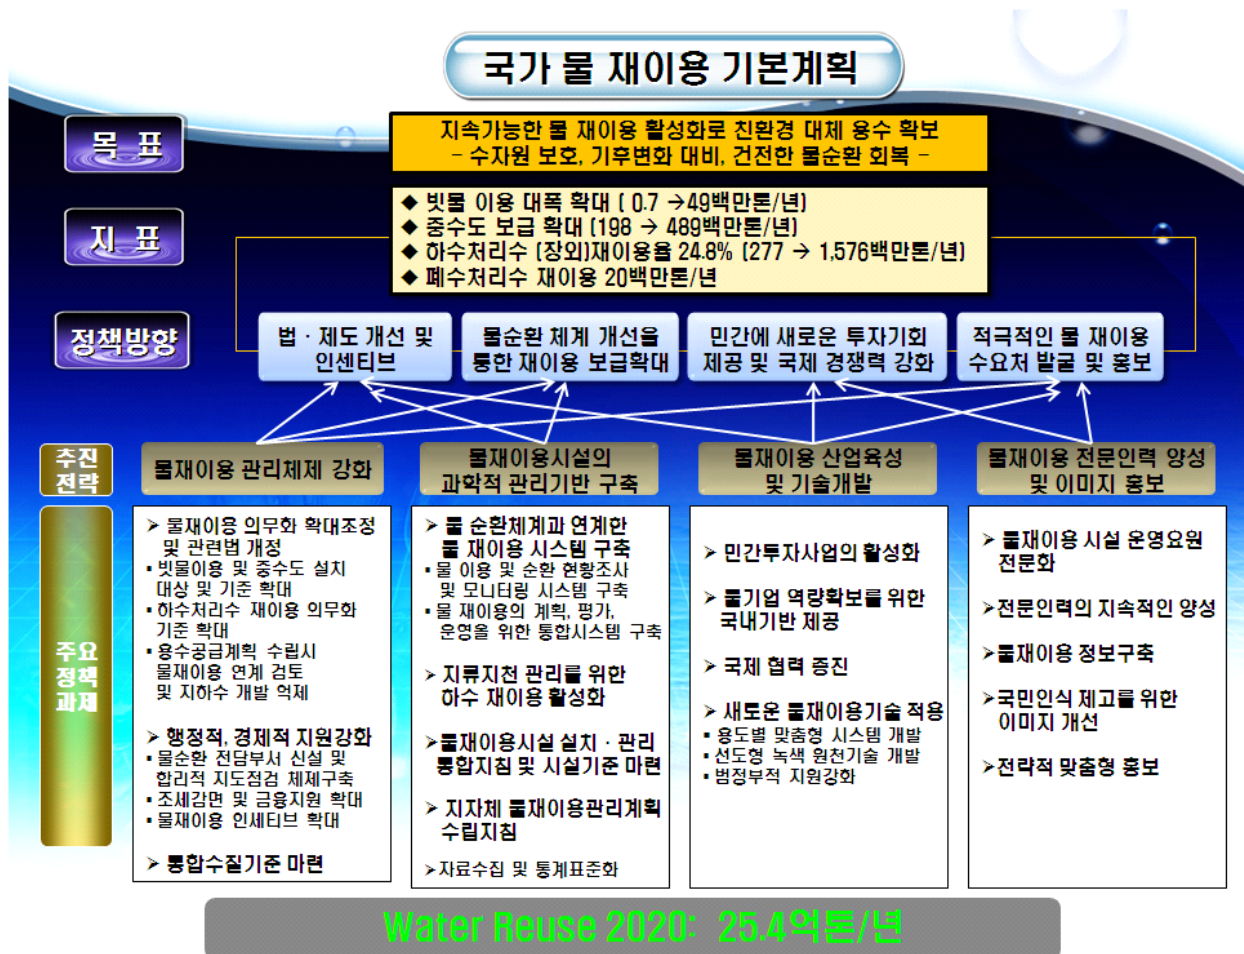 국가 물 재이용 기본계획
목 표
지속가능한 물 재이용 활성화로 친환경 대체 용수 확보
- 수자원 보호, 기후변화 대비, 건전한 물순환 회복 -
지 표
◆ 빗물 이용 대폭 확대 ( 0.7 →49백만톤/년)
◆ 중수도 보급 확대 (198 → 489백만톤/년)
◆ 하수처리수 (장외)재이용율 24.8% (277 → 1,576백만톤/년)
◆ 폐수처리수 재이용 20백만톤/년
정책방향
법 · 제도 개선 및
인센티브
물순환 체계 개선을
통한 재이용 보급확대
민간에 새로운 투자기회
제공 및 국제 경쟁력 강화
적극적인 물 재이용
수요처 발굴 및 홍보
추진
전략
물재이용 관리체제 강화
물재이용시설의
과학적 관리기반 구축
물재이용 산업육성
및 기술개발
물재이용 전문인력 양성
및 이미지 홍보
주요
정책
과제
➢ 물재이용 의무화 확대조정
및 관련법 개정
▪ 빗물이용 및 중수도 설치
대상 및 기준 확대
▪ 하수처리수 재이용 의무화
기준 확대
▪ 용수공급계획 수립시
물재이용 연계 검토
및 지하수 개발 억제
➢ 행정적, 경제적 지원강화
▪ 물순환 전담부서 신설 및
합리적 지도점검 체제구축
▪ 조세감면 및 금융지원 확대
▪ 물재이용 인세티브 확대
➢ 통합수질기준 마련
➢ 물 순환체계과 연계한
물 재이용 시스템 구축
▪ 물 이용 및 순환 현황조사
및 모니터링 시스템 구축
▪ 물 재이용의 계획, 평가,
운영을 위한 통합시스템 구축
➢ 지류지천 관리를 위한
하수 재이용 활성화
➢물재이용시설 설치 · 관리
통합지침 및 시설기준 마련
➢ 지자체 물재이용관리계획
수립지침
➢자료수집 및 통계표준화
➢ 민간투자사업의 활성화
➢ 물기업 역량확보를 위한
국내기반 제공
➢ 국제 협력 증진
➢ 새로운 물재이용기술 적용
▪ 용도별 맞춤형 시스템 개발
▪ 선도형 녹색 원천기술 개발
▪ 범정부적 지원강화
➢ 물재이용 시설 운영요원
전문화
➢전문인력의 지속적인 양성
➢물재이용 정보구축
➢국민인식 제고를 위한
이미지 개선
➢전략적 맞춤형 홍보
Water Reuse 2020: 25.4억톤/년